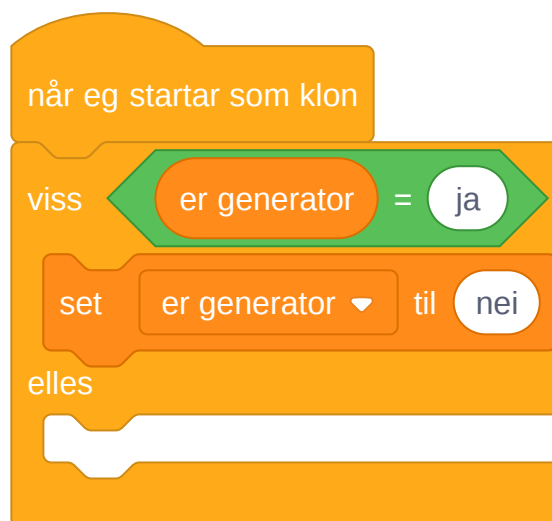 når eg startar som klon
viss er generator = ja
set er generator til nei
elles